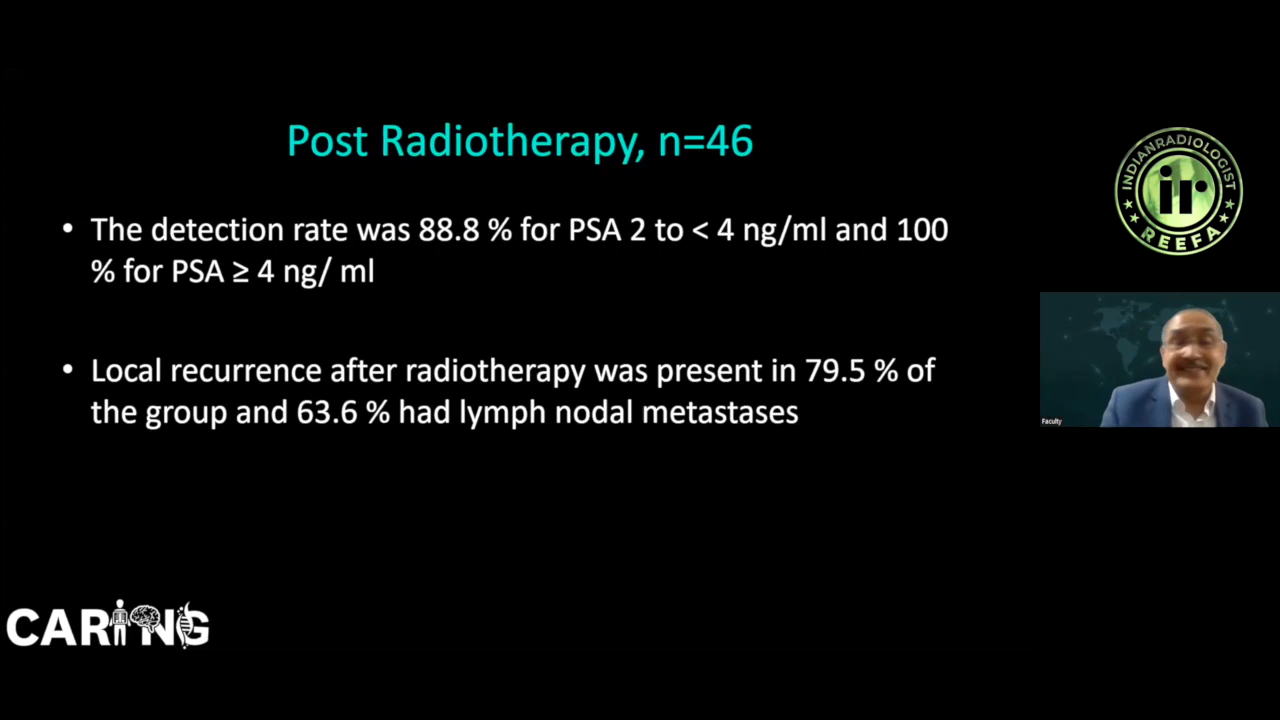 Post Radiotherapy, n=46
• The detection rate was 88.8 % for PSA 2 to < 4 ng/ml and 100
% for PSA ≥ 4 ng/ ml
• Local recurrence after radiotherapy was present in 79.5 % of
the group and 63.6 % had lymph nodal metastases
INDIANRADIOLOGIST
ir
REEFA
Faculty
CARING